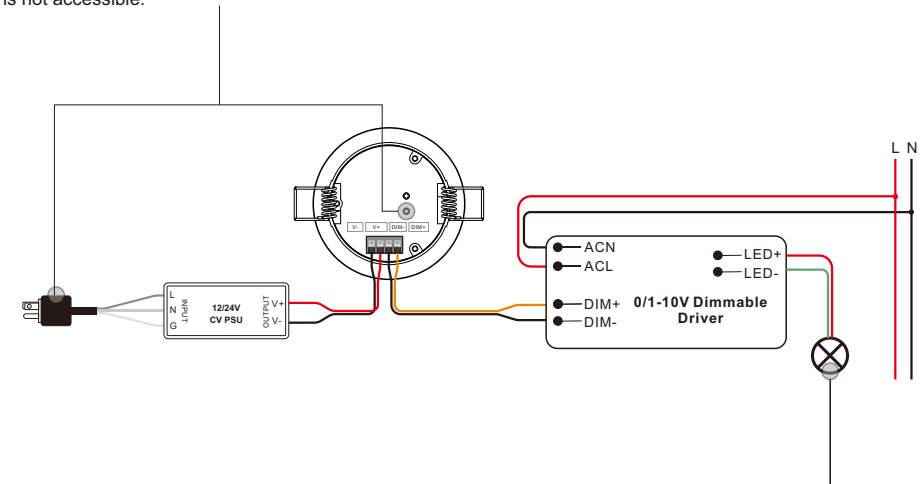 is not accessible.
L N
V- V+ DIM- DIM+
ACN
ACL
LED+
LED-
L
N
G
INPUT
12/24V
CV PSU
OUTPUT
V+
V-
DIM+
DIM-
0/1-10V Dimmable
Driver